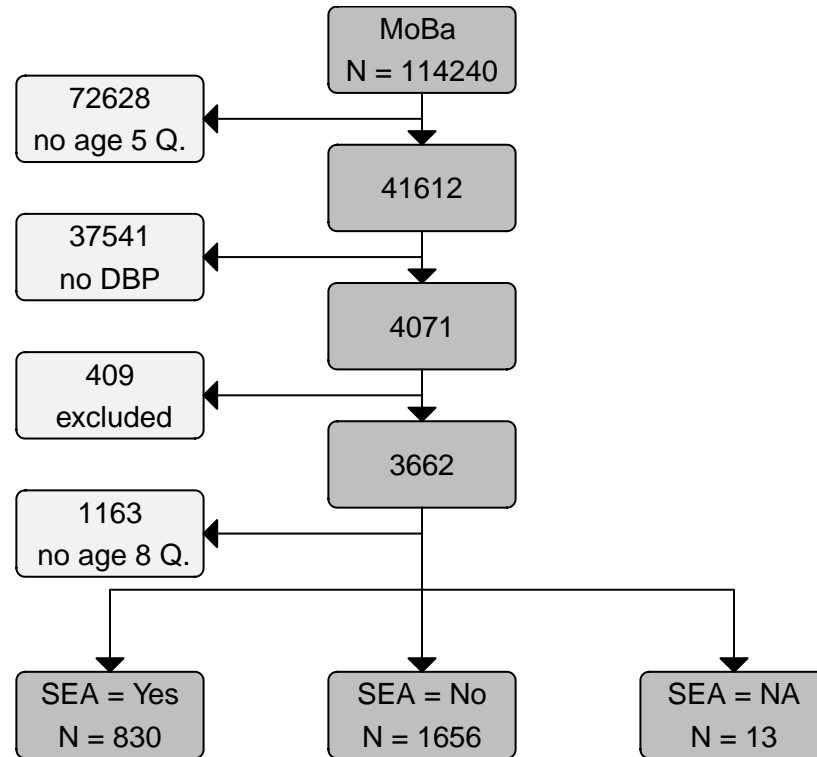 MoBa
N = 114240
72628
no age 5 Q.
41612
37541
no DBP
4071
409
excluded
3662
1163
no age 8 Q.
SEA = Yes
N = 830
SEA = No
N = 1656
SEA = NA
N = 13